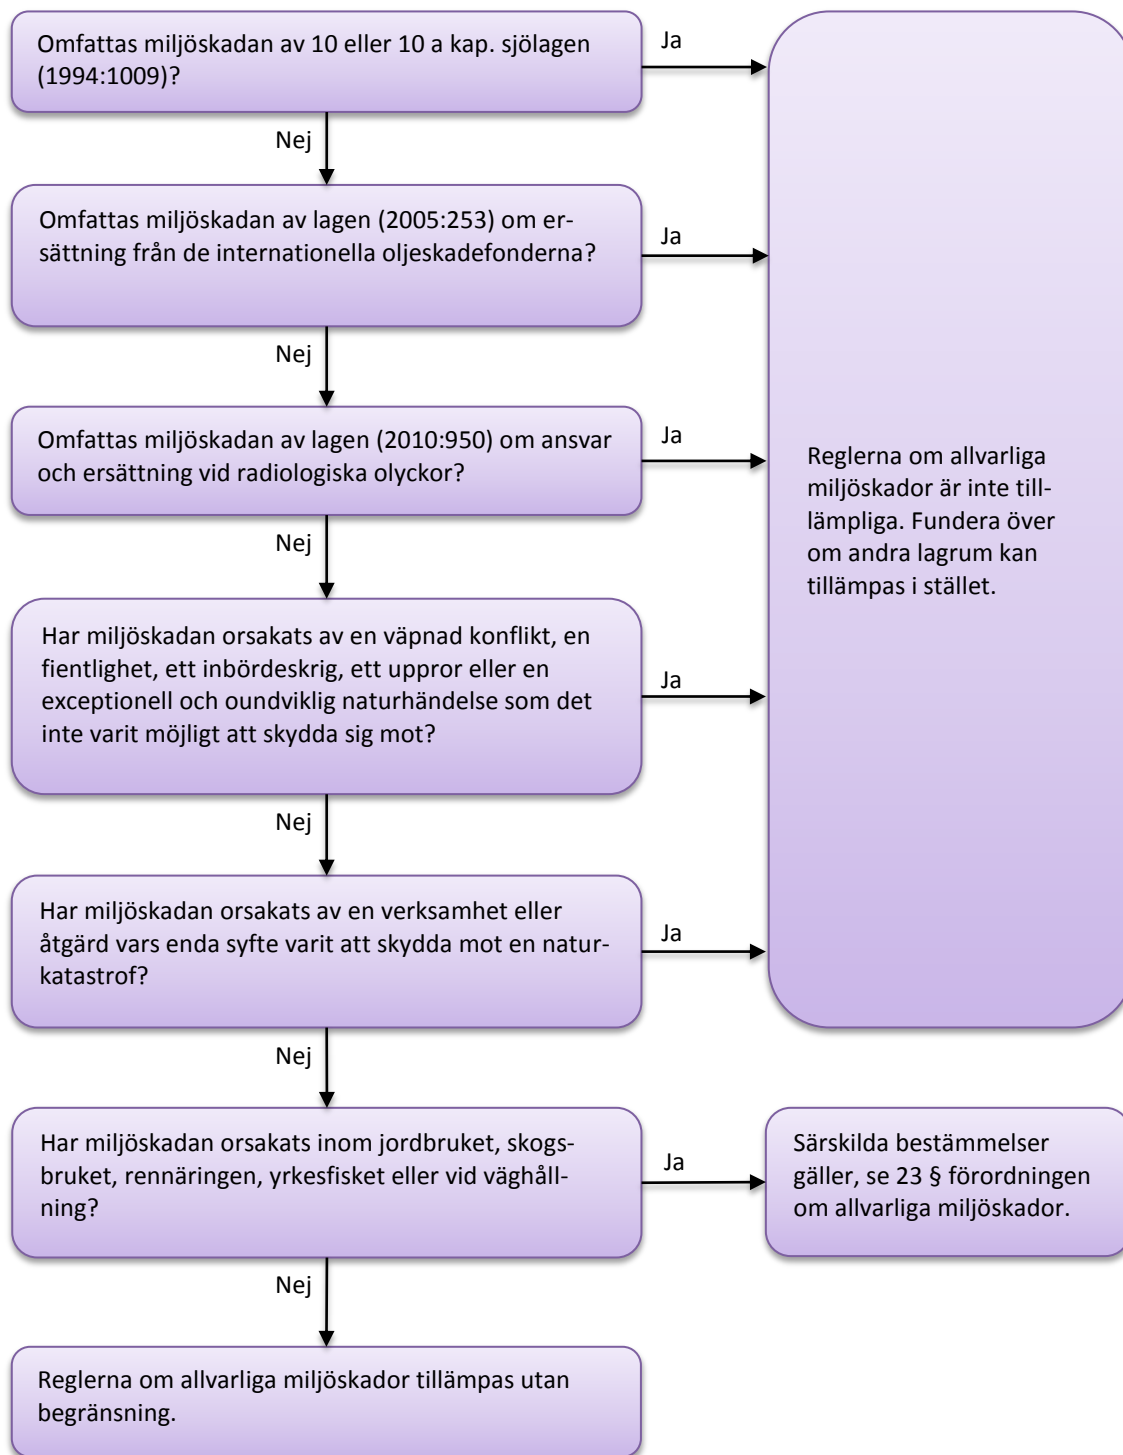 Omfattas miljöskadan av 10 eller 10 a kap. sjölagen
(1994:1009)?
Ja
Nej
Omfattas miljöskadan av lagen (2005:253) om er-
sättning från de internationella oljeskadefonderna?
Ja
Nej
Omfattas miljöskadan av lagen (2010:950) om ansvar
och ersättning vid radiologiska olyckor?
Ja
Reglerna om allvarliga
miljöskador är inte till-
lämpliga. Fundera över
om andra lagrum kan
tillämpas i stället.
Nej
Har miljöskadan orsakats av en väpnad konflikt, en
fientlighet, ett inbördeskrig, ett uppror eller en
exceptionell och oundviklig naturhändelse som det
inte varit möjligt att skydda sig mot?
Ja
Nej
Har miljöskadan orsakats av en verksamhet eller
åtgärd vars enda syfte varit att skydda mot en natur-
katastrof?
Ja
Nej
Har miljöskadan orsakats inom jordbruket, skogs-
bruket, rennäringen, yrkesfisket eller vid väghåll-
ning?
Ja
Särskilda bestämmelser
gäller, se 23 § förordningen
om allvarliga miljöskador.
Nej
Reglerna om allvarliga miljöskador tillämpas utan
begränsning.